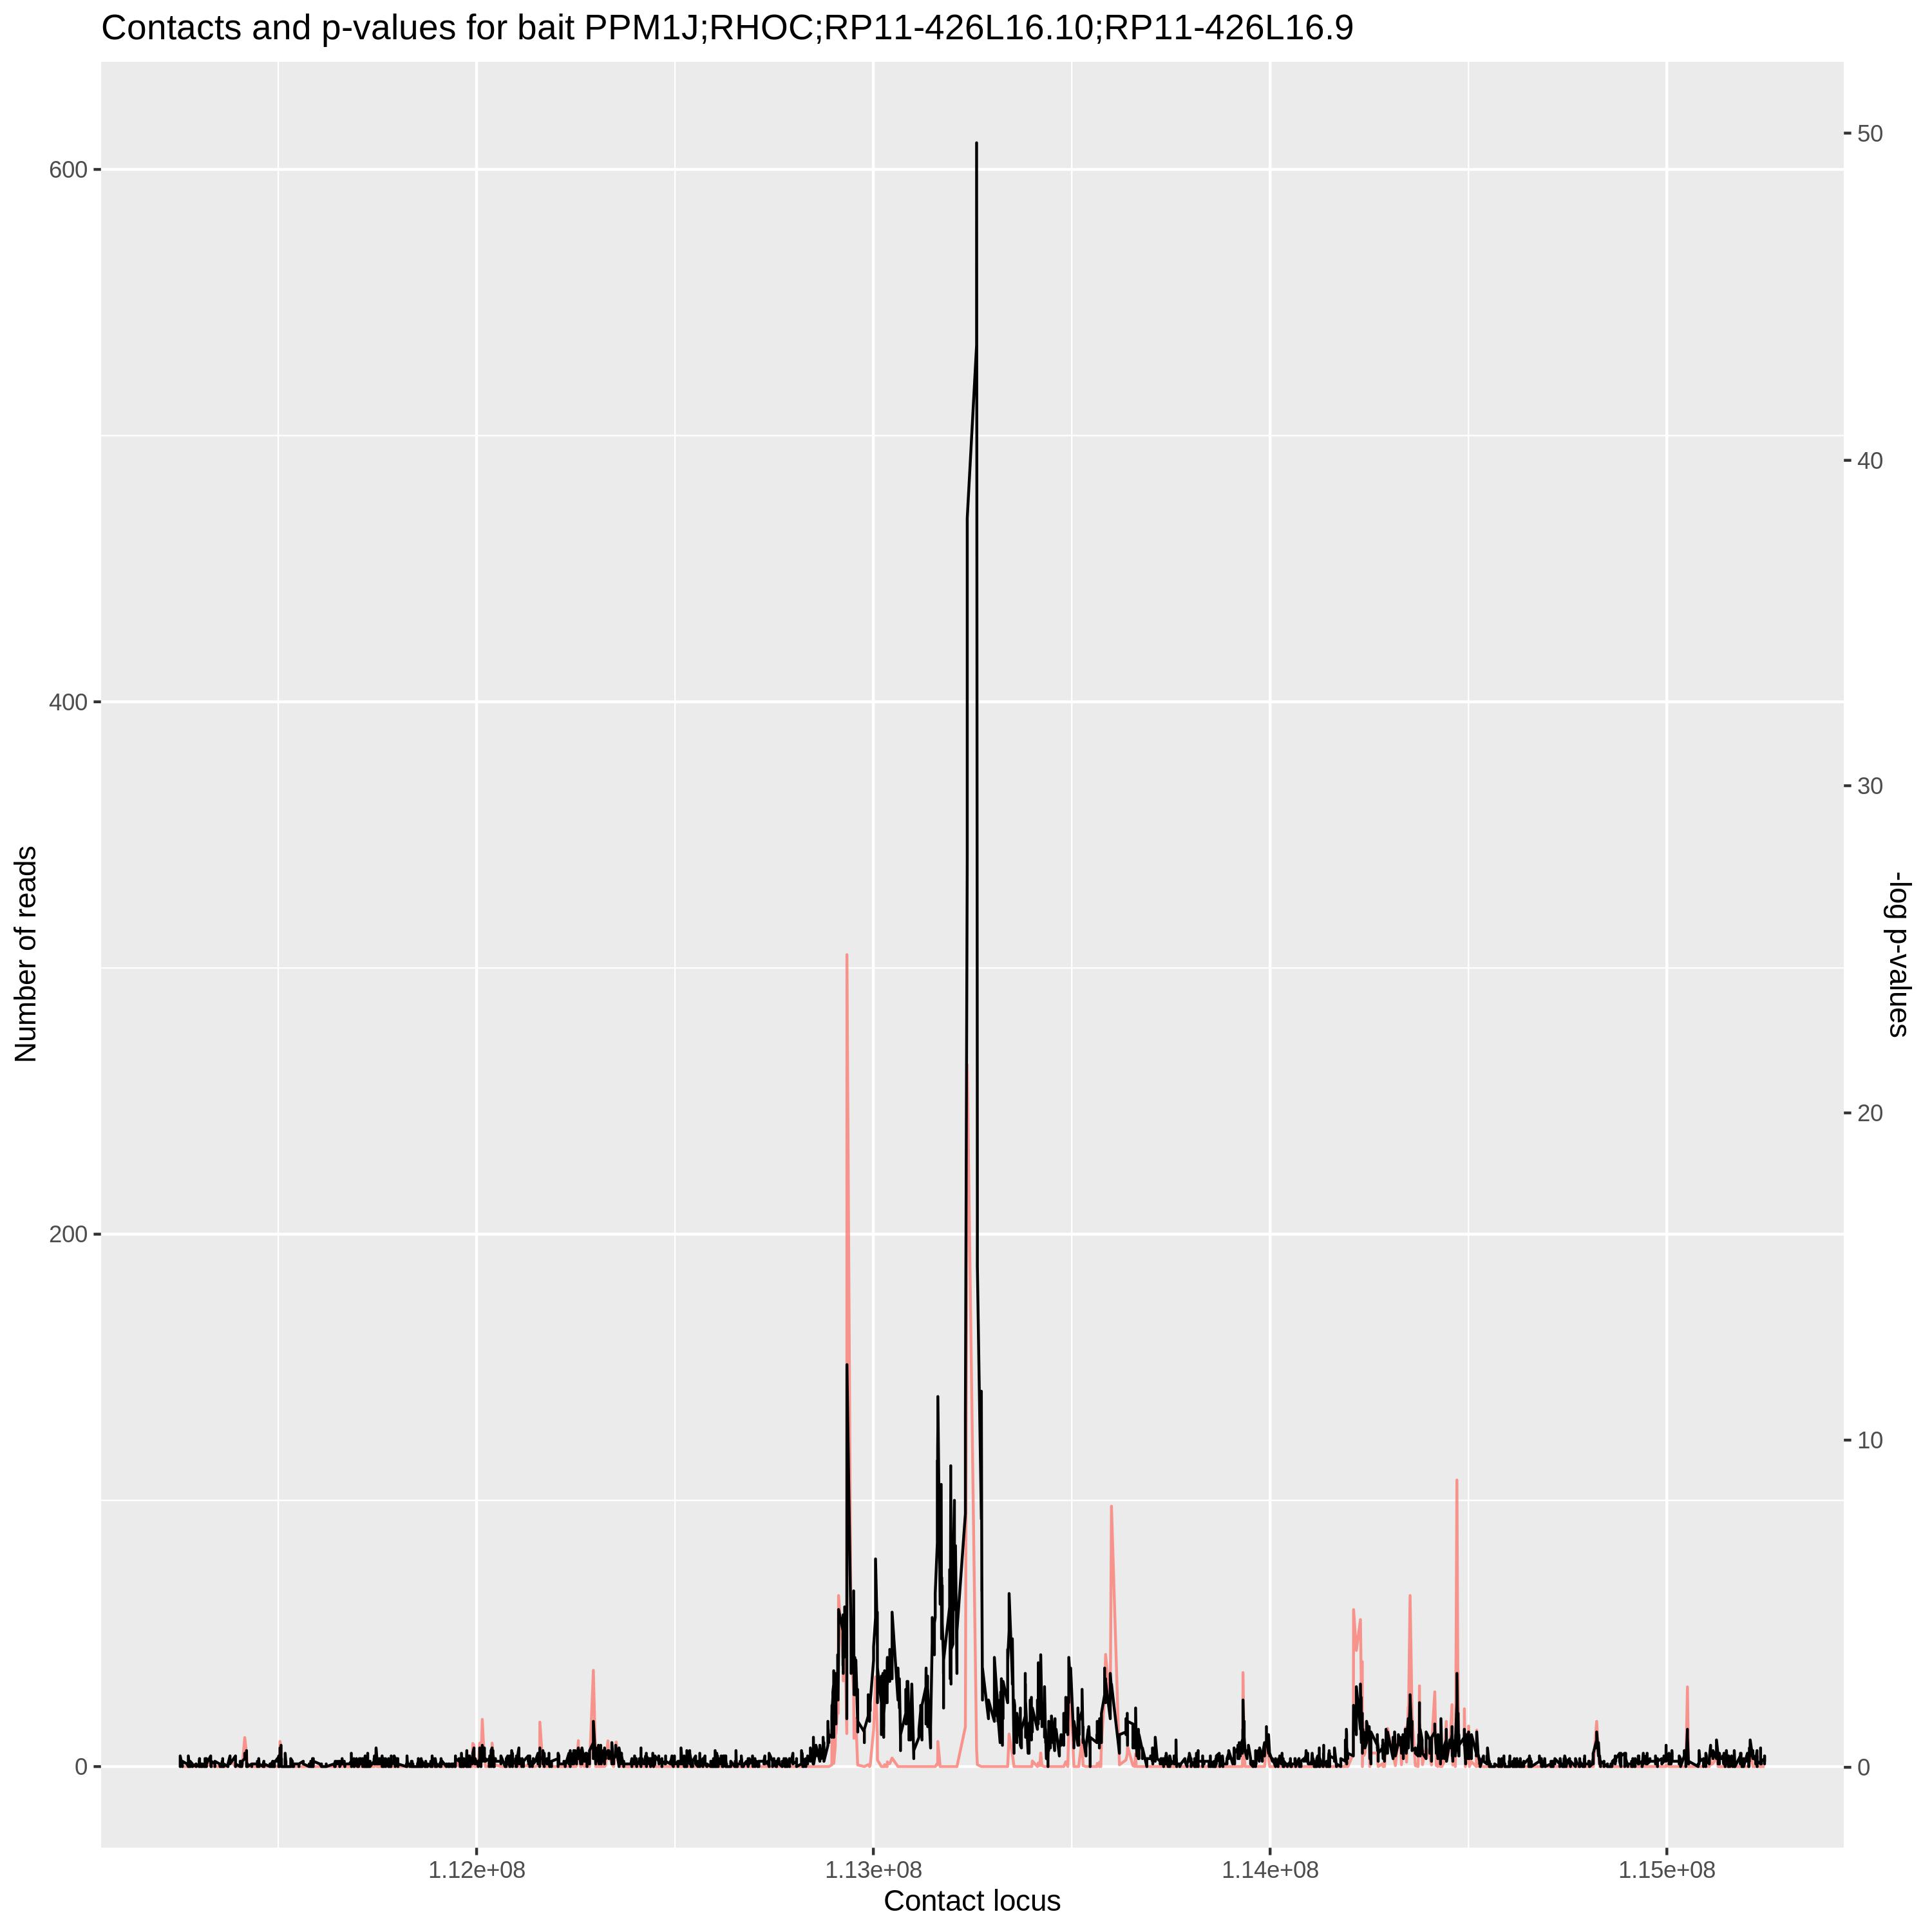 Contacts and p-values for bait PPM1J;RHOC;RP11-426L16.10;RP11-426L16.9
600
400
200
0
Number of reads
50
40
30
20
10
0
-log p-values
1.12e+08
1.13e+08
1.14e+08
1.15e+08
Contact locus